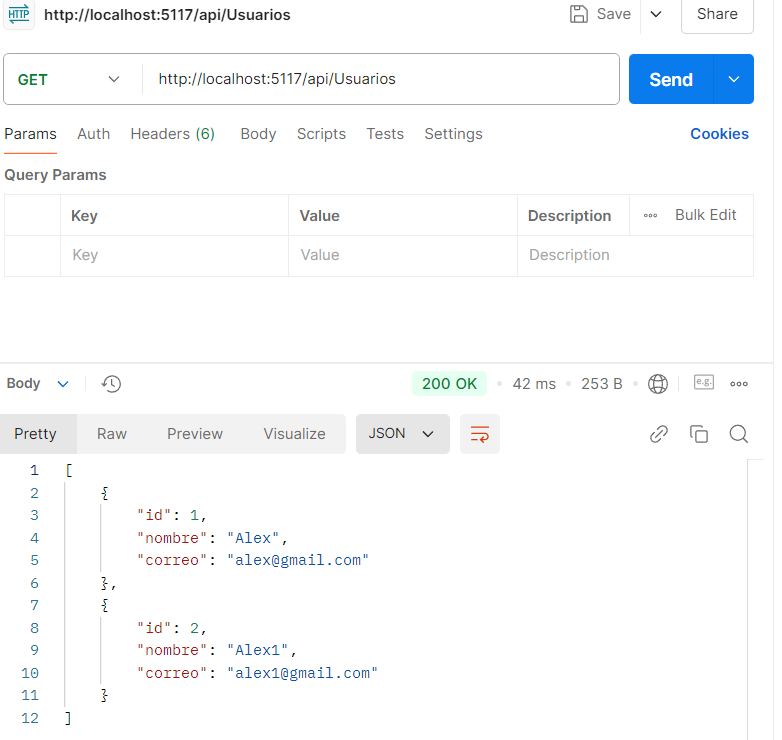 HTTP http://localhost:5117/api/Usuarios Save Share
GET http://localhost:5117/api/Usuarios Send
Params Auth Headers (6) Body Scripts Tests Settings Cookies
Query Params
Key Value Description Bulk Edit
Key Value Description
Body 200 OK 42 ms 253 B e.g.
Pretty Raw Preview Visualize JSON
1 [
2 {
3 "id": 1,
4 "nombre": "Alex",
5 "correo": "alex@gmail.com"
6 },
7 {
8 "id": 2,
9 "nombre": "Alex1",
10 "correo": "alex1@gmail.com"
11 }
12 ]